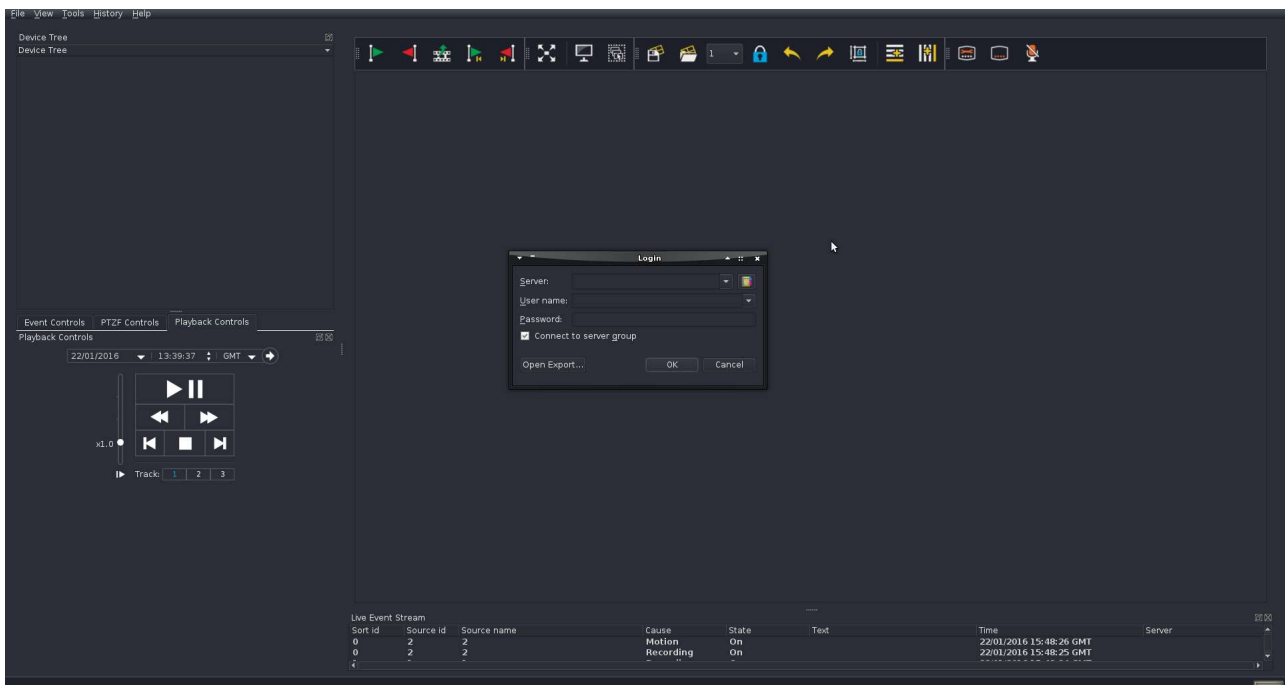 File View Tools History Help
Device Tree
Device Tree
1
Login
Server:
User name:
Password:
Connect to server group
Open Export... OK Cancel
Event Controls PTZF Controls Playback Controls
Playback Controls
22/01/2016 13:39:37 GMT
x1.0
Track: 1 2 3
Live Event Stream
Sort id Source id Source name Cause State Text Time Server
0 2 2 Motion On 22/01/2016 15:48:26 GMT
0 2 2 Recording On 22/01/2016 15:48:25 GMT